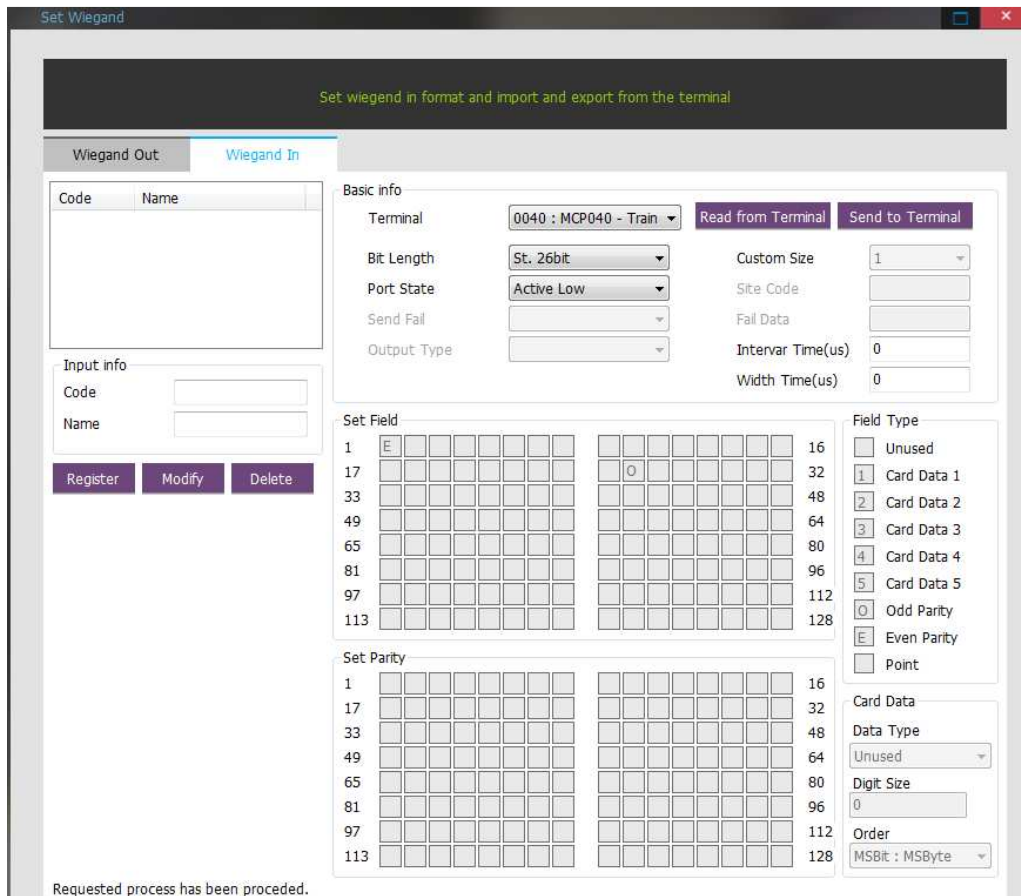 Set Wiegand
Set wiegend in format and import and export from the terminal
Wiegand Out Wiegand In
Code Name
Input info
Code
Name
Register Modify Delete
Basic info
Terminal 0040 : MCP040 - Train Read from Terminal Send to Terminal
Bit Length St. 26bit Custom Size 1
Port State Active Low Site Code
Send Fail Fail Data
Output Type Intervar Time(us) 0
Width Time(us) 0
Set Field
1 E 16
17 O 32
33 48
49 64
65 80
81 96
97 112
113 128
Field Type
Unused
1 Card Data 1
2 Card Data 2
3 Card Data 3
4 Card Data 4
5 Card Data 5
O Odd Parity
E Even Parity
Point
Set Parity
1 16
17 32
33 48
49 64
65 80
81 96
97 112
113 128
Card Data
Data Type
Unused
Digit Size
0
Order
MSBit : MSByte
Requested process has been proceded.